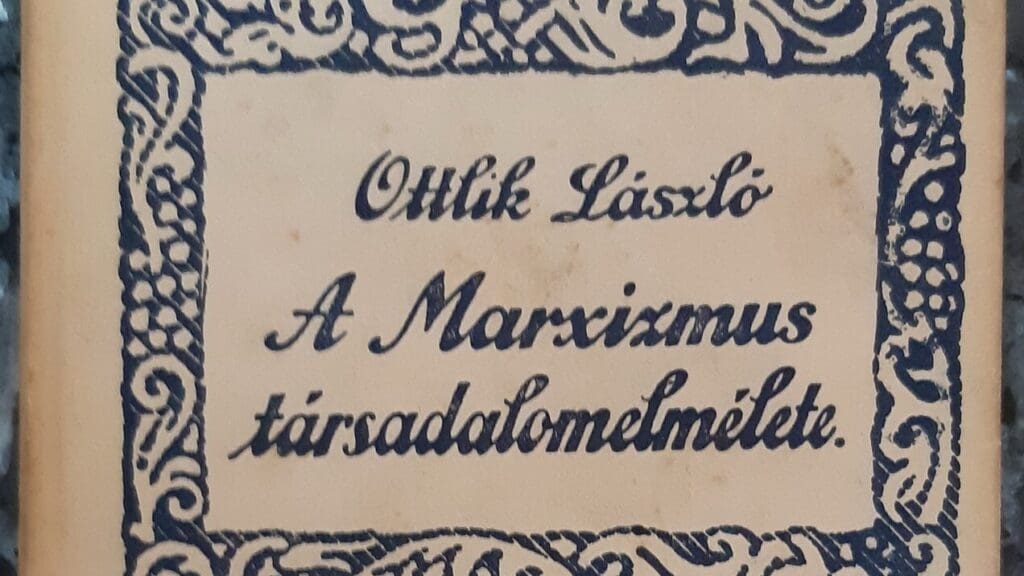 Ottlik László
A Marxizmus
társadalomelmélete.